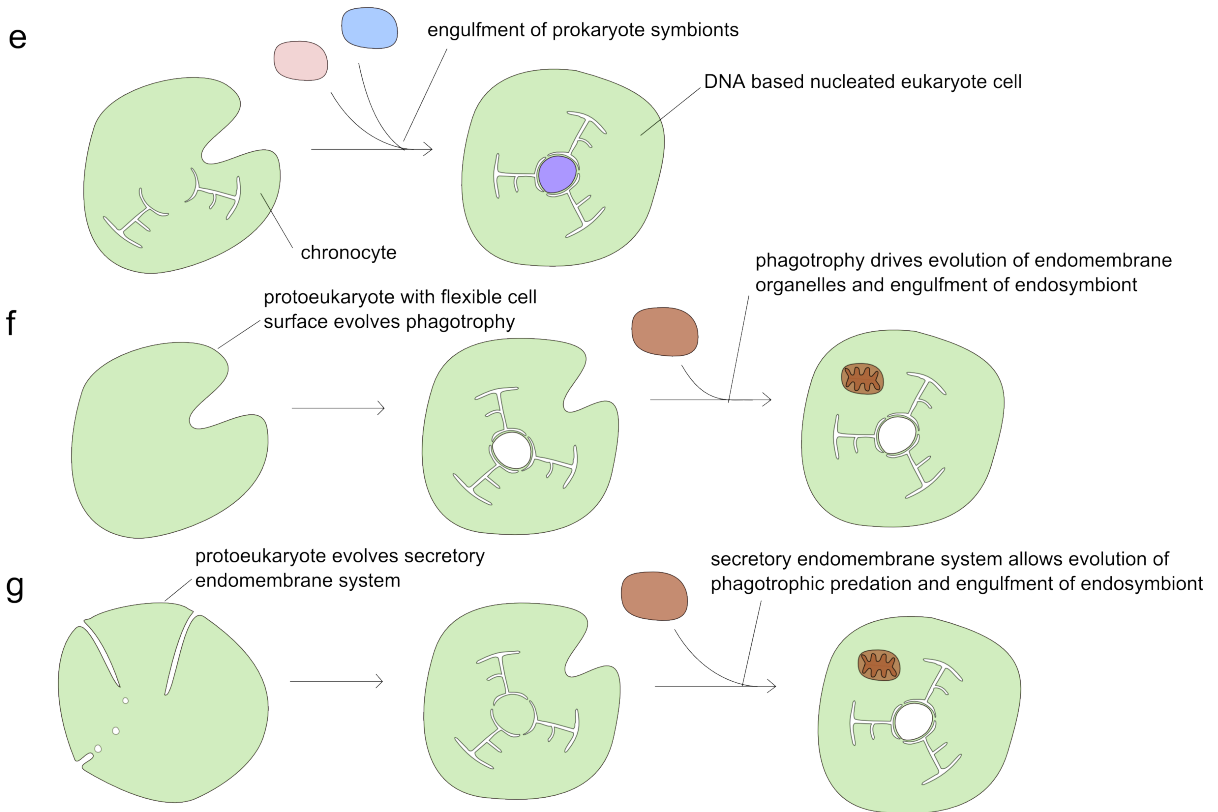 e
engulfment of prokaryote symbionts
DNA based nucleated eukaryote cell
chronocyte
f
protoeukaryote with flexible cell
surface evolves phagotrophy
phagotrophy drives evolution of endomembrane
organelles and engulfment of endosymbiont
g
protoeukaryote evolves secretory
endomembrane system
secretory endomembrane system allows evolution of
phagotrophic predation and engulfment of endosymbiont